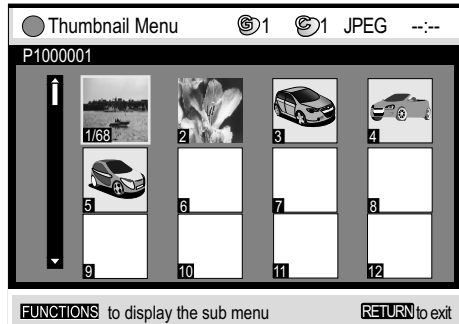 Thumbnail Menu G 1 C 1 JPEG --:--
P1000001
1/68 2 3 4
5 6 7 8
9 10 11 12
FUNCTIONS to display the sub menu RETURN to exit